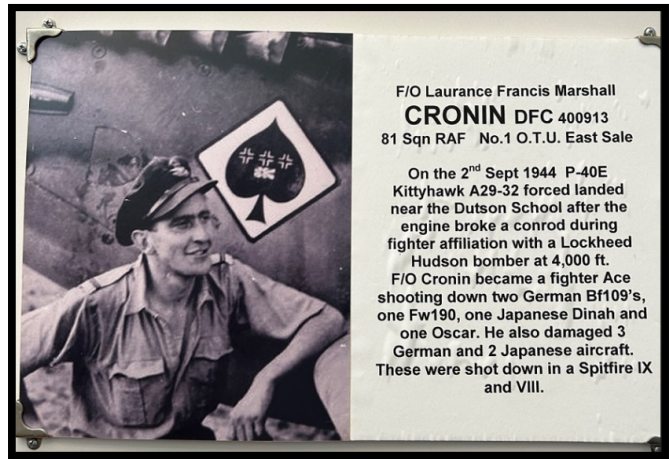 F/O Laurance Francis Marshall
CRONIN DFC 400913
81 Sqn RAF No.1 O.T.U. East Sale
On the 2nd Sept 1944 P-40E
Kittyhawk A29-32 forced landed
near the Dutson School after the
engine broke a conrod during
fighter affiliation with a Lockheed
Hudson bomber at 4,000 ft.
F/O Cronin became a fighter Ace
shooting down two German Bf109's,
one Fw190, one Japanese Dinah and
one Oscar. He also damaged 3
German and 2 Japanese aircraft.
These were shot down in a Spitfire IX
and VIII.